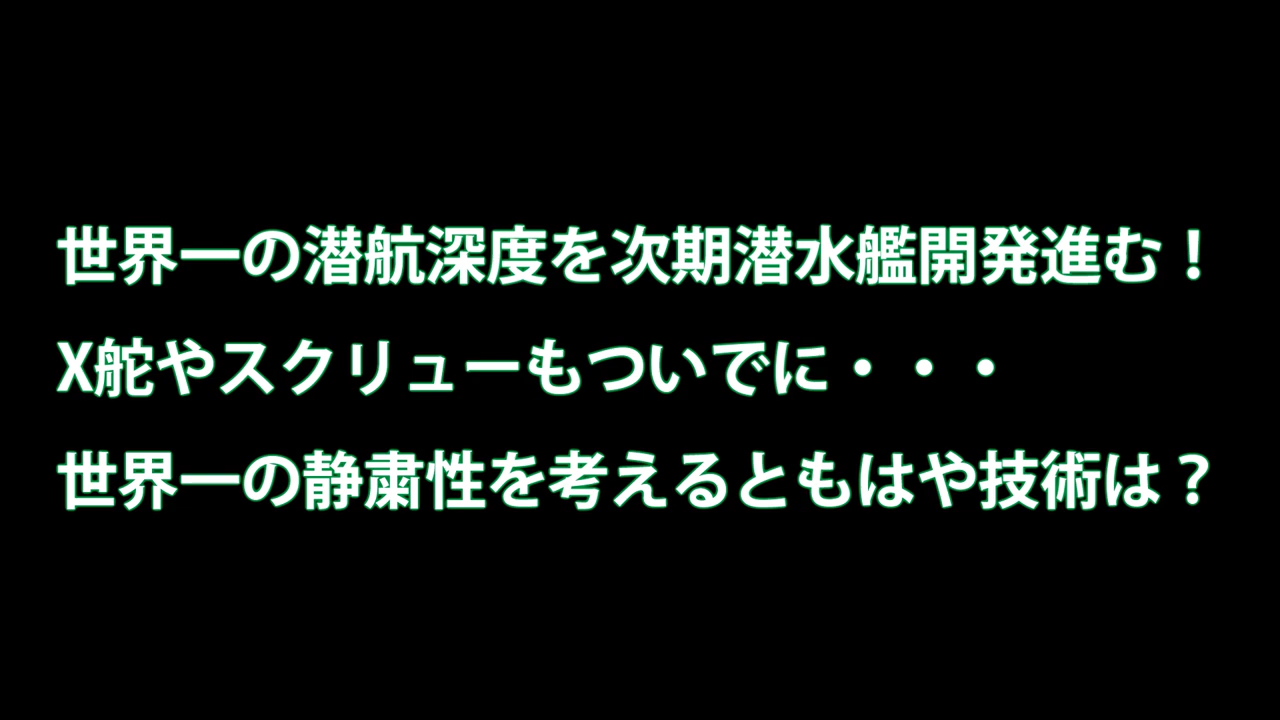 世界一の潜航深度を次期潜水艦開発進む！
X舵やスクリューもついでに・・・
世界一の静粛性を考えるともはや技術は？